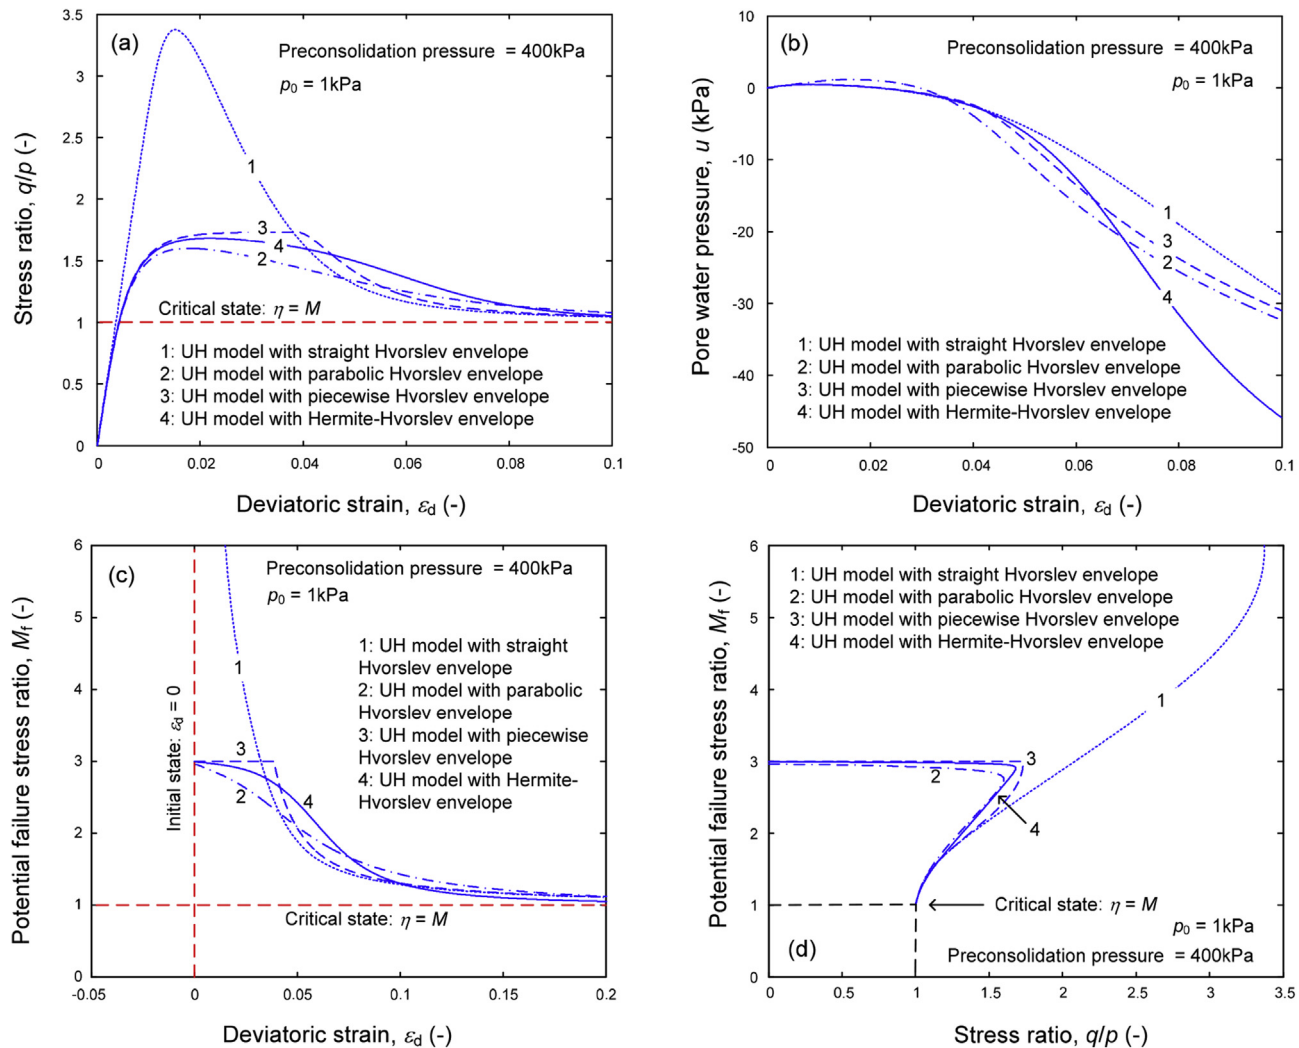 (a)
Preconsolidation pressure = 400kPa
p0 = 1kPa
3.5
3
2.5
2
1.5
1
0.5
0
Stress ratio, q/p (-)
1
3
4
2
Critical state: η = M
1: UH model with straight Hvorslev envelope
2: UH model with parabolic Hvorslev envelope
3: UH model with piecewise Hvorslev envelope
4: UH model with Hermite-Hvorslev envelope
0
0.02
0.04
0.06
0.08
0.1
Deviatoric strain, εd (-)
(b)
Preconsolidation pressure = 400kPa
p0 = 1kPa
10
0
-10
-20
-30
-40
-50
Pore water pressure, u (kPa)
1
3
2
4
1: UH model with straight Hvorslev envelope
2: UH model with parabolic Hvorslev envelope
3: UH model with piecewise Hvorslev envelope
4: UH model with Hermite-Hvorslev envelope
0
0.02
0.04
0.06
0.08
0.1
Deviatoric strain, εd (-)
(c)
Preconsolidation pressure = 400kPa
p0 = 1kPa
6
5
4
3
2
1
0
Potential failure stress ratio, Mf (-)
Initial state: εd = 0
1
3
2
4
1: UH model with straight
Hvorslev envelope
2: UH model with parabolic
Hvorslev envelope
3: UH model with piecewise
Hvorslev envelope
4: UH model with Hermite-
Hvorslev envelope
Critical state: η = M
-0.05
0
0.05
0.1
0.15
0.2
Deviatoric strain, εd (-)
6
5
4
3
2
1
0
Potential failure stress ratio, Mf (-)
1: UH model with straight Hvorslev envelope
2: UH model with parabolic Hvorslev envelope
3: UH model with piecewise Hvorslev envelope
4: UH model with Hermite-Hvorslev envelope
1
3
2
4
Critical state: η = M
p0 = 1kPa
(d)
Preconsolidation pressure = 400kPa
0
0.5
1
1.5
2
2.5
3
3.5
Stress ratio, q/p (-)